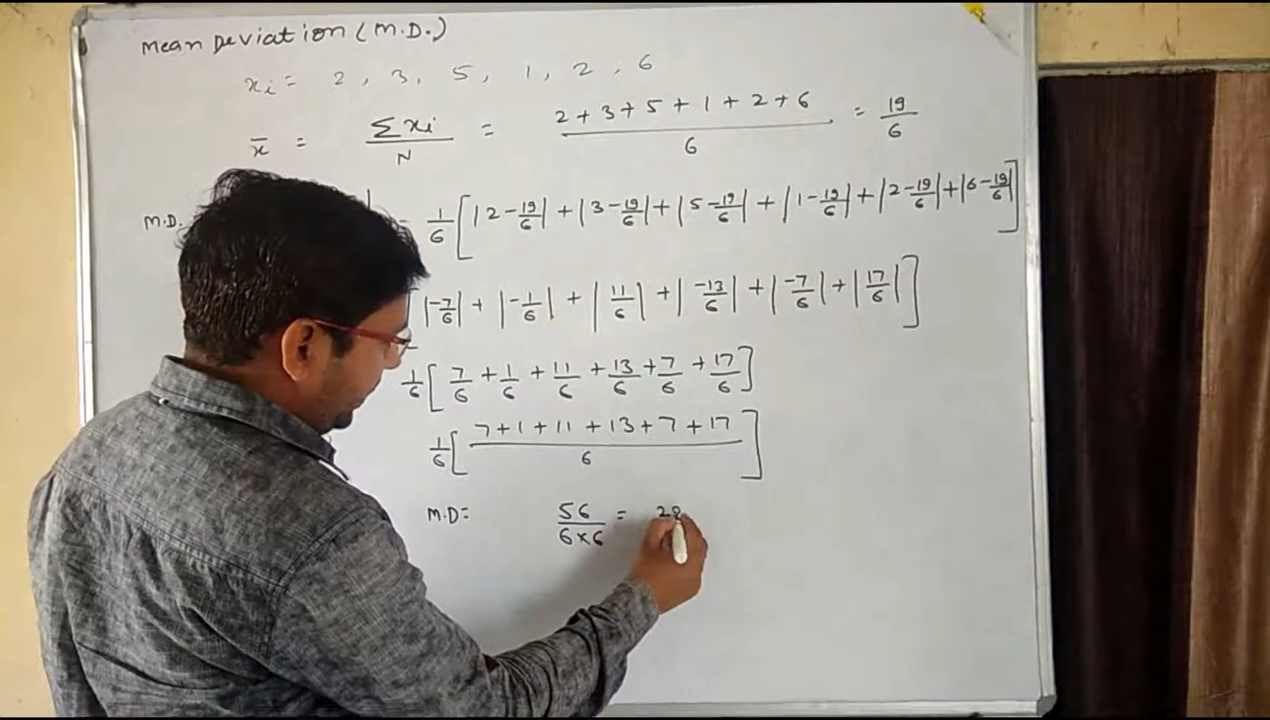 Mean Deviation (M.D.)
xi = 2, 3, 5, 1, 2, 6
x̄ = Σxi/N = (2+3+5+1+2+6)/6 = 19/6
M.D. = 1/6 [|2-19/6| + |3-19/6| + |5-19/6| + |1-19/6| + |2-19/6| + |6-19/6|]
[|-7/6| + |-1/6| + |11/6| + |-13/6| + |-7/6| + |17/6|]
1/6 [7/6 + 1/6 + 11/6 + 13/6 + 7/6 + 17/6]
1/6 [(7+1+11+13+7+17)/6]
M.D = 56/(6×6) = 28